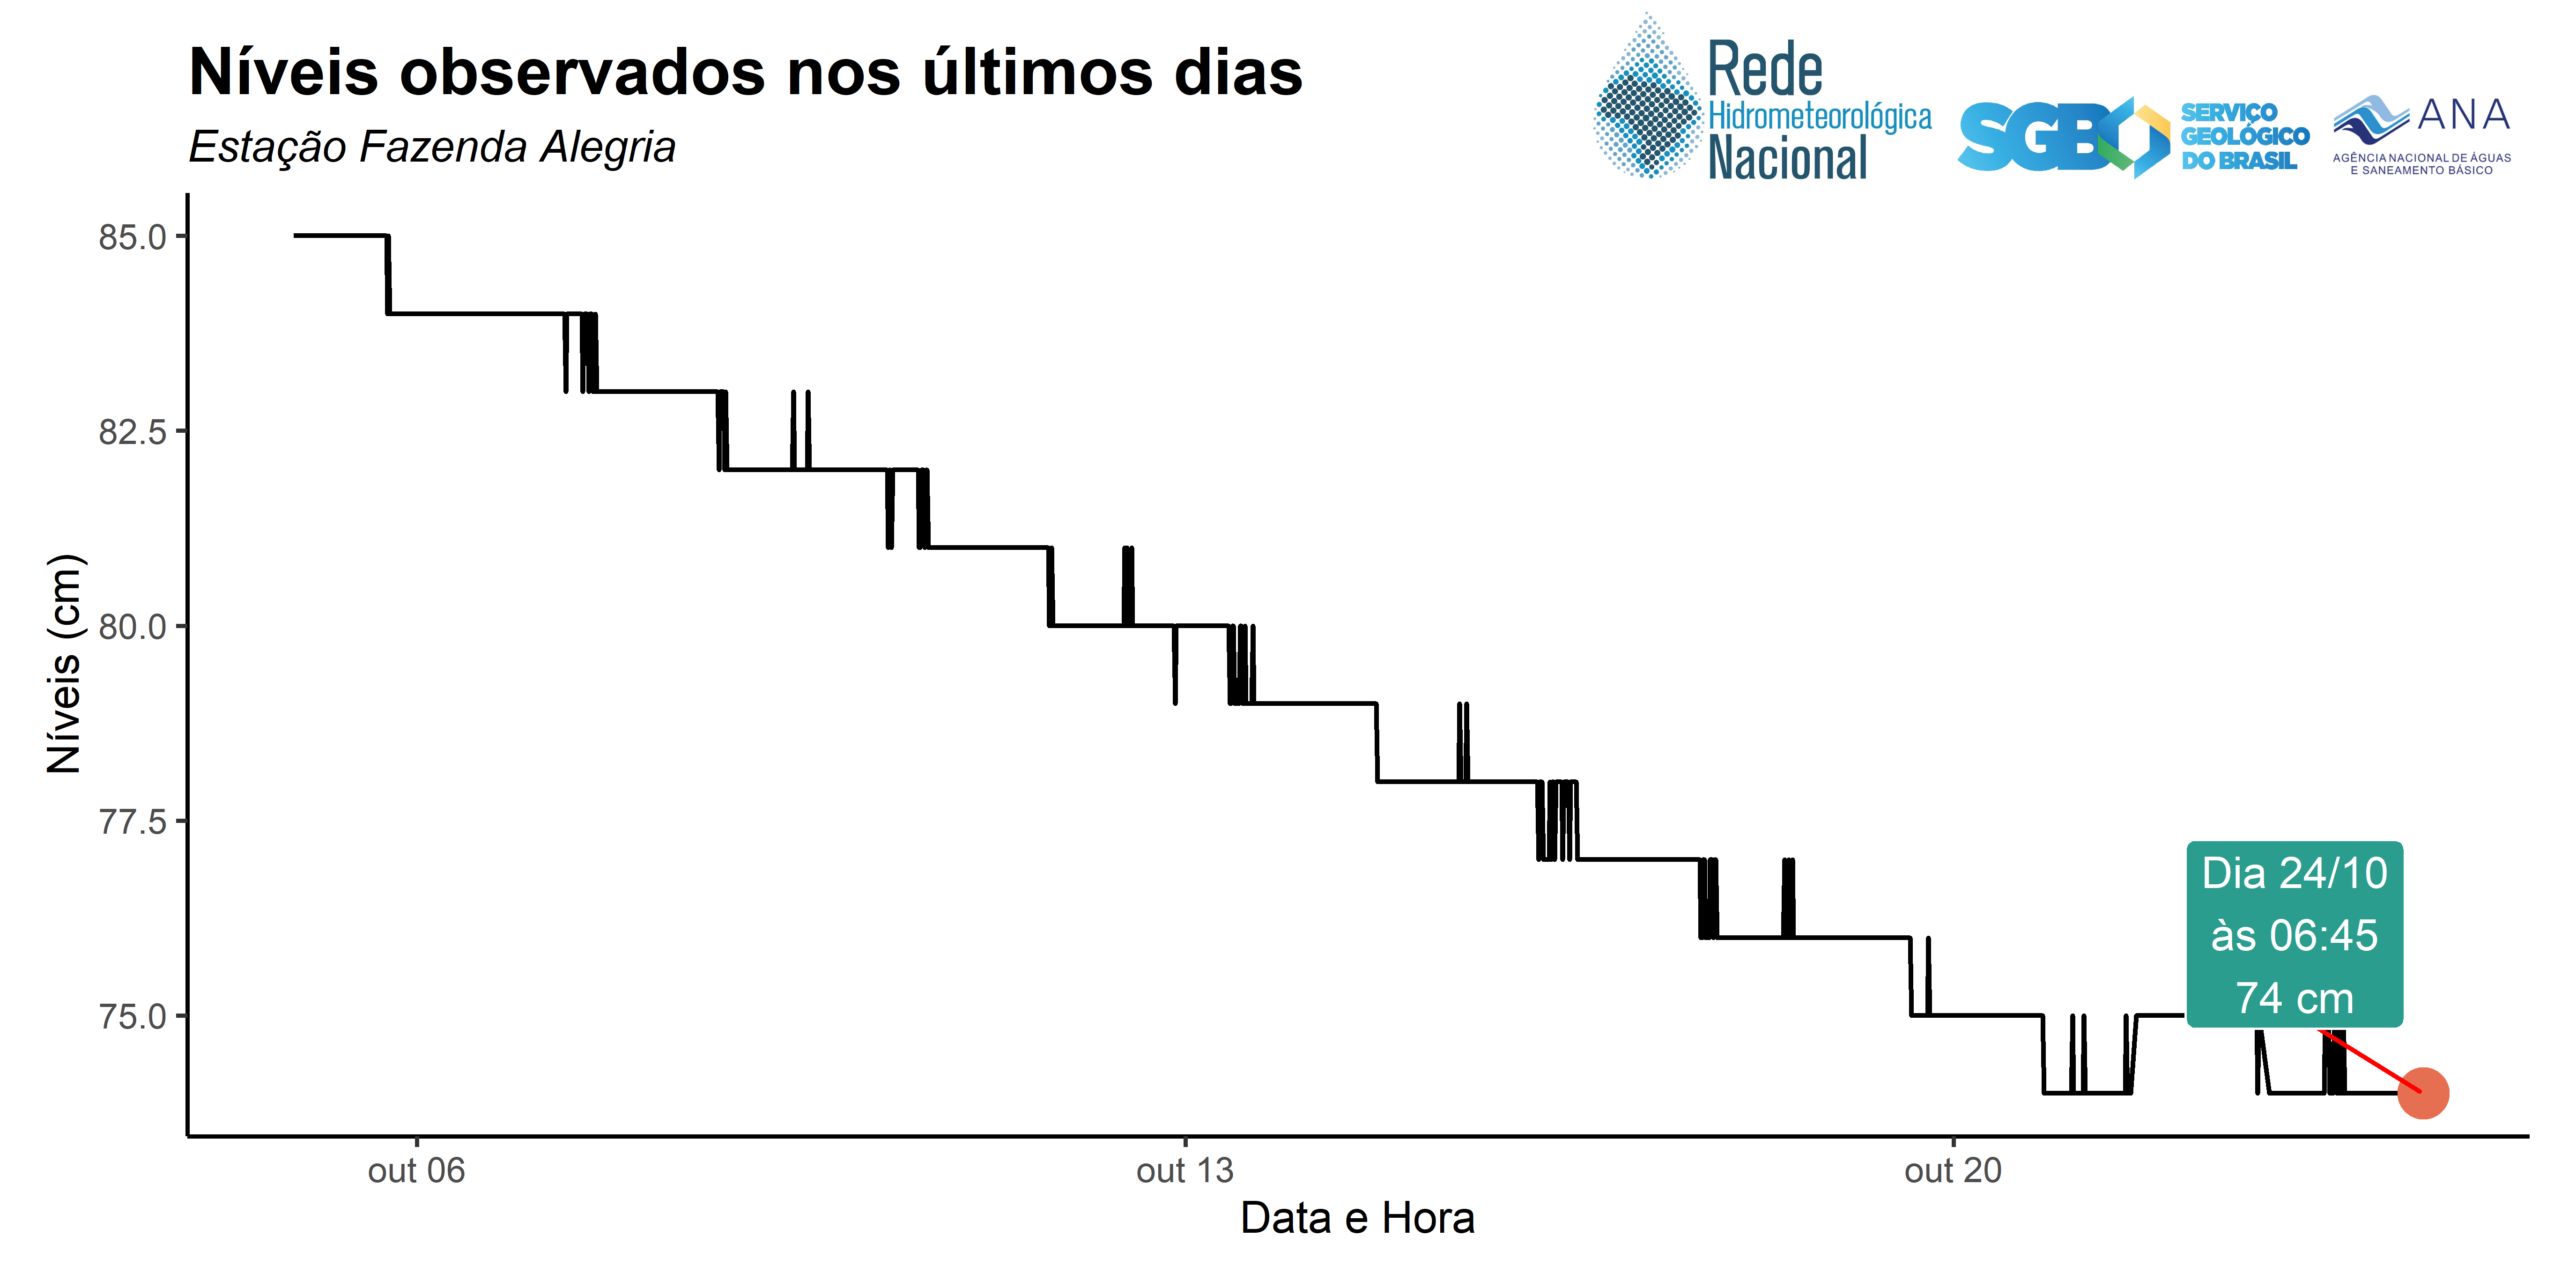 Níveis observados nos últimos dias
Estação Fazenda Alegria
Rede
Hidrometeorológica
Nacional
SGB
SERVIÇO
GEOLÓGICO
DO BRASIL
ANA
AGÊNCIA NACIONAL DE ÁGUAS
E SANEAMENTO BÁSICO
85.0
82.5
80.0
77.5
75.0
Níveis (cm)
Dia 24/10
às 06:45
74 cm
out 06
out 13
out 20
Data e Hora